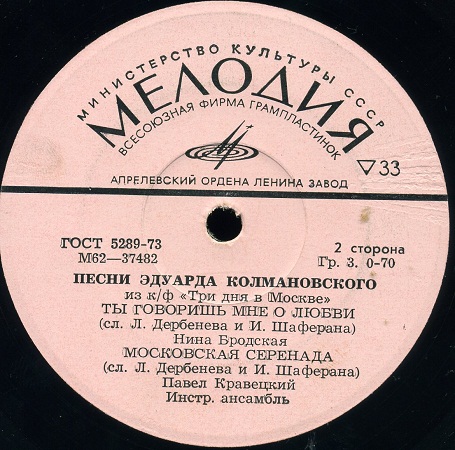 МИНИСТЕРСТВО КУЛЬТУРЫ СССР
МЕЛОДИЯ
ВСЕСОЮЗНАЯ ФИРМА ГРАМПЛАСТИНОК
▽33
АПРЕЛЕВСКИЙ ОРДЕНА ЛЕНИНА ЗАВОД
ГОСТ 5289-73
М62—37482
2 сторона
Гр. 3. 0-70
ПЕСНИ ЭДУАРДА КОЛМАНОВСКОГО
из к/ф «Три дня в Москве»
ТЫ ГОВОРИШЬ МНЕ О ЛЮБВИ
(сл. Л. Дербенева и И. Шаферана)
Нина Бродская
МОСКОВСКАЯ СЕРЕНАДА
(сл. Л. Дербенева и И. Шаферана)
Павел Кравецкий
Инстр. ансамбль